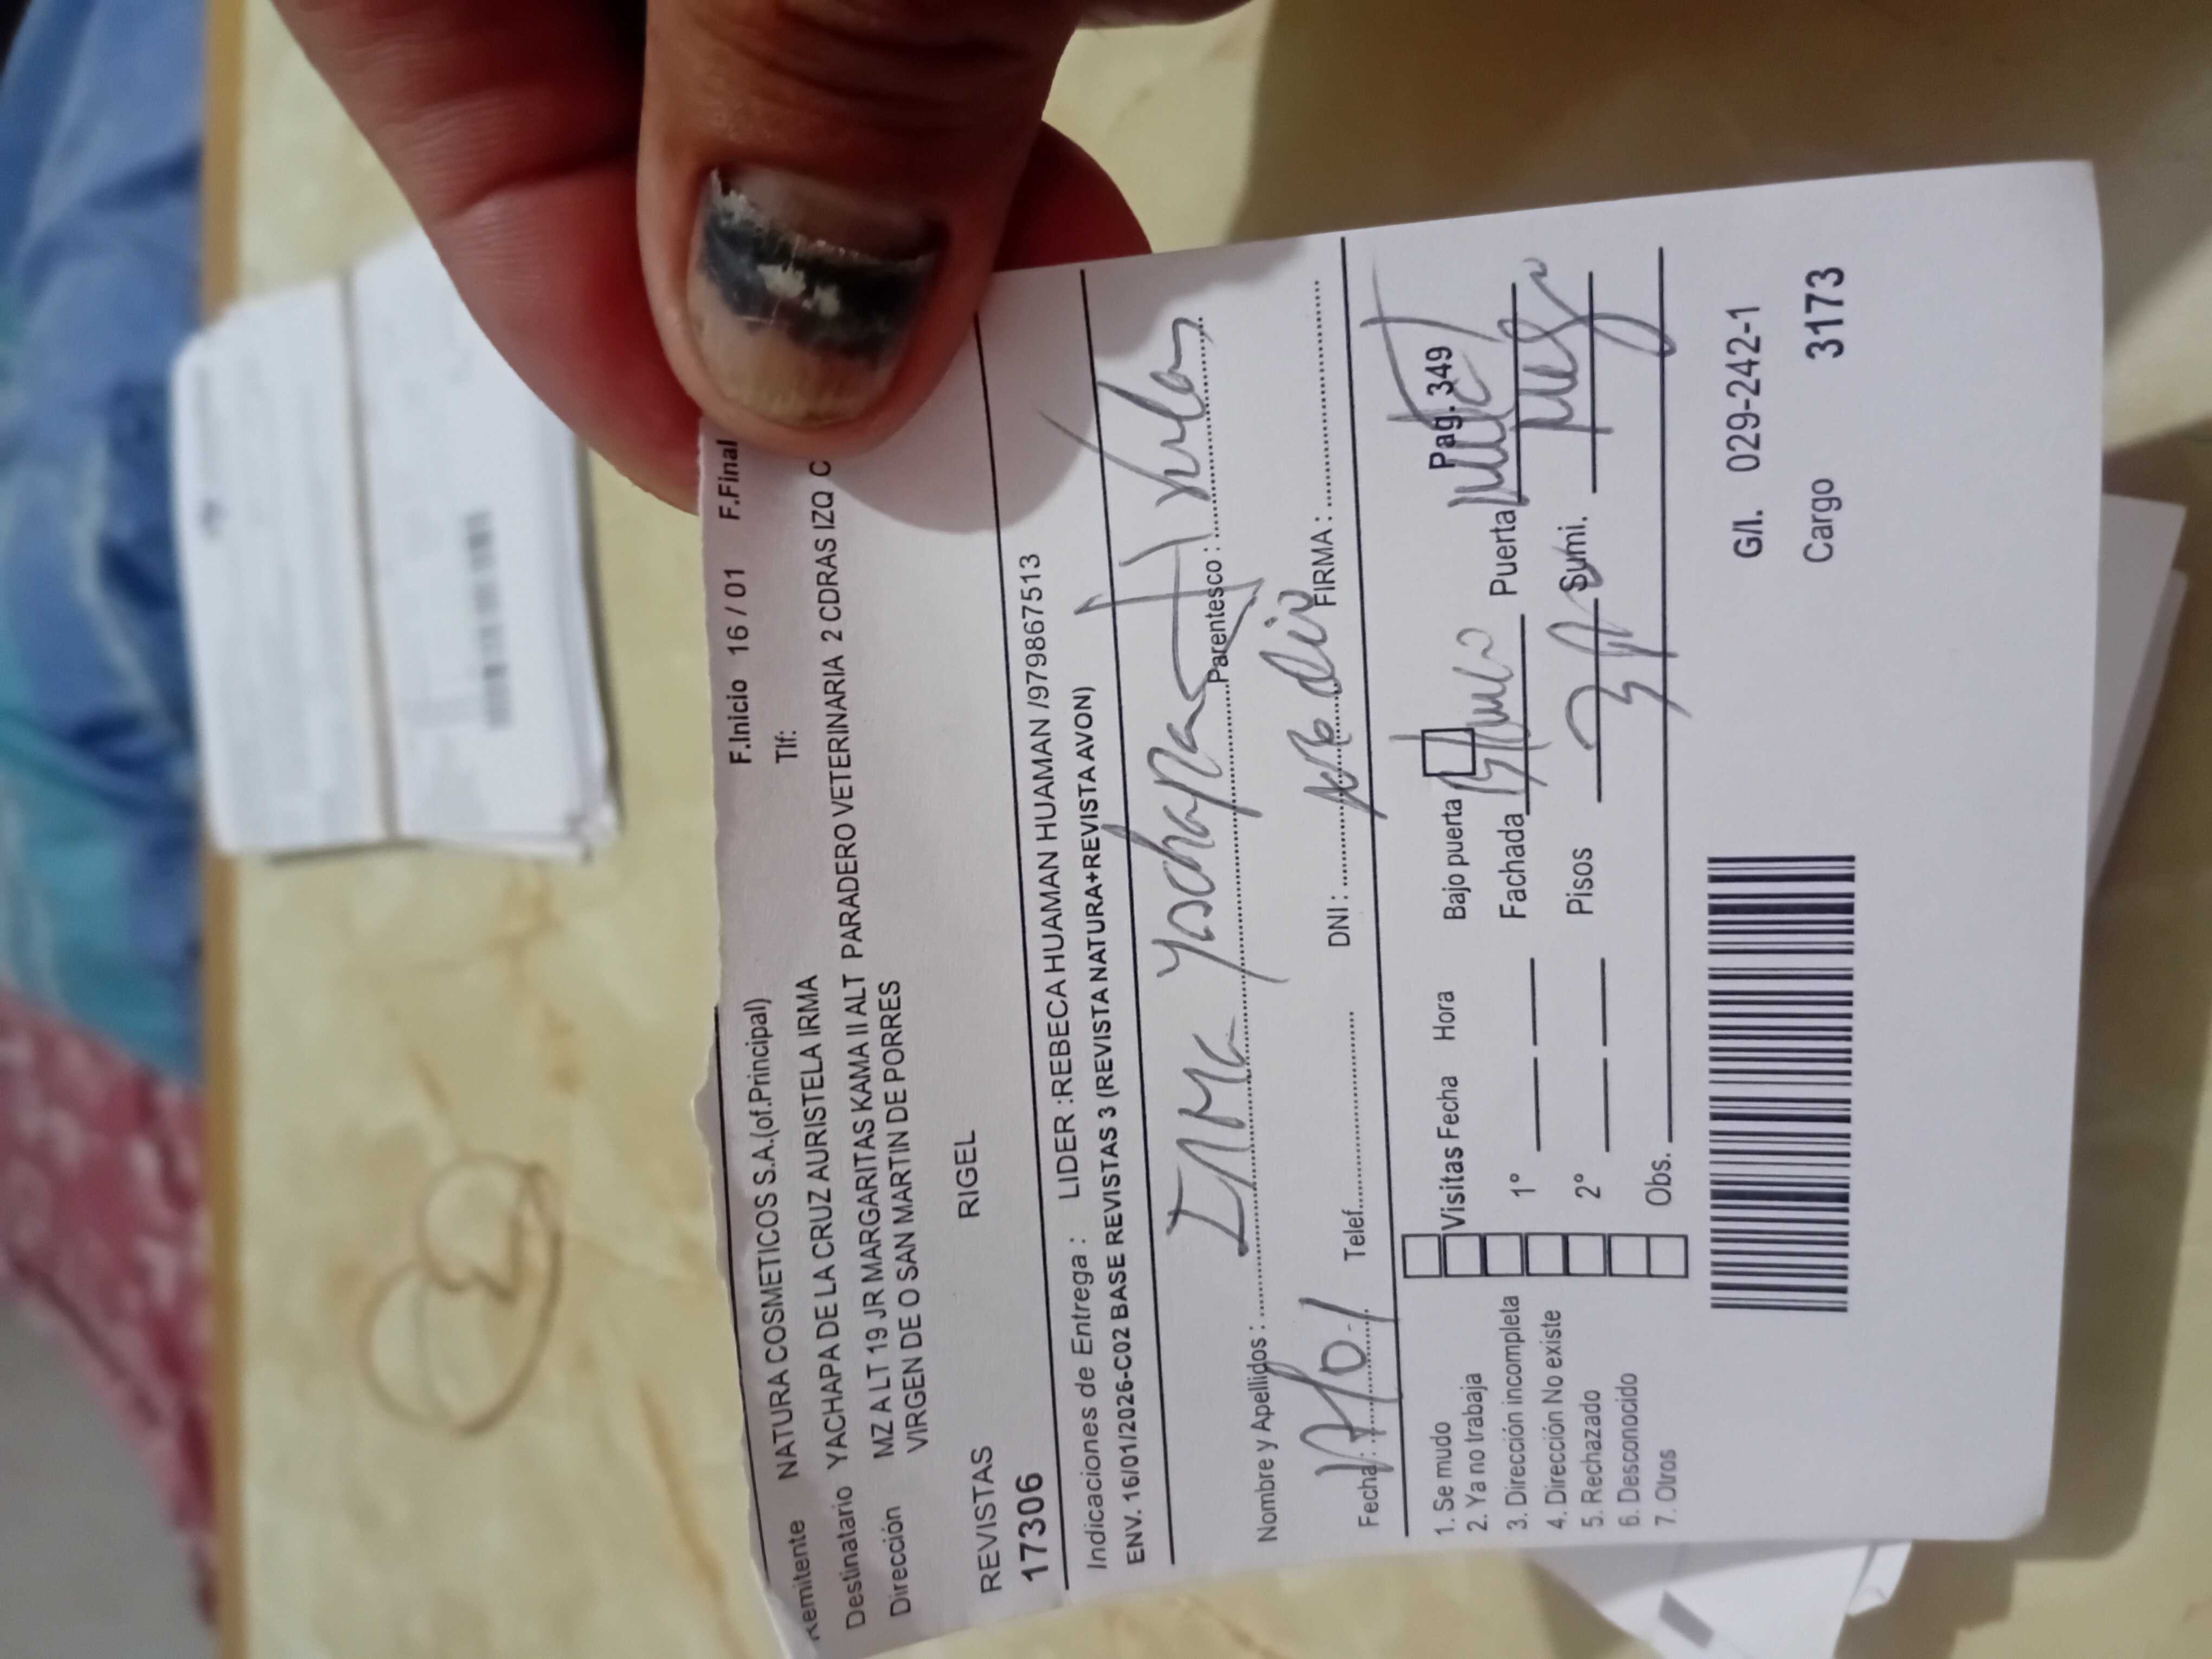 Remitente NATURA COSMETICOS S.A.(of.Principal) F.Inicio 16 / 01 F.Final
Destinatario YACHAPA DE LA CRUZ AURISTELA IRMA Tlf:
Dirección MZ A LT 19 JR MARGARITAS KAMA II ALT PARADERO VETERINARIA 2 CDRAS IZQ C
VIRGEN DE O SAN MARTIN DE PORRES
REVISTAS RIGEL
17306
Indicaciones de Entrega : LIDER :REBECA HUAMAN HUAMAN HUAMAN /979867513
ENV. 16/01/2026-C02 BASE REVISTAS 3 (REVISTA NATURA+REVISTA AVON)
Nombre y Apellidos : Yachapa Parentesco :
Fecha : Telef. DNI : No dio FIRMA :
1. Se mudo Visitas Fecha Hora Bajo puerta Pag. 349
2. Ya no trabaja
3. Dirección incompleta 1° Fachada Puerta
4. Dirección No existe
5. Rechazado 2° Pisos Sumi.
6. Desconocido
7. Otros Obs.
G/I. 029-242-1
Cargo 3173